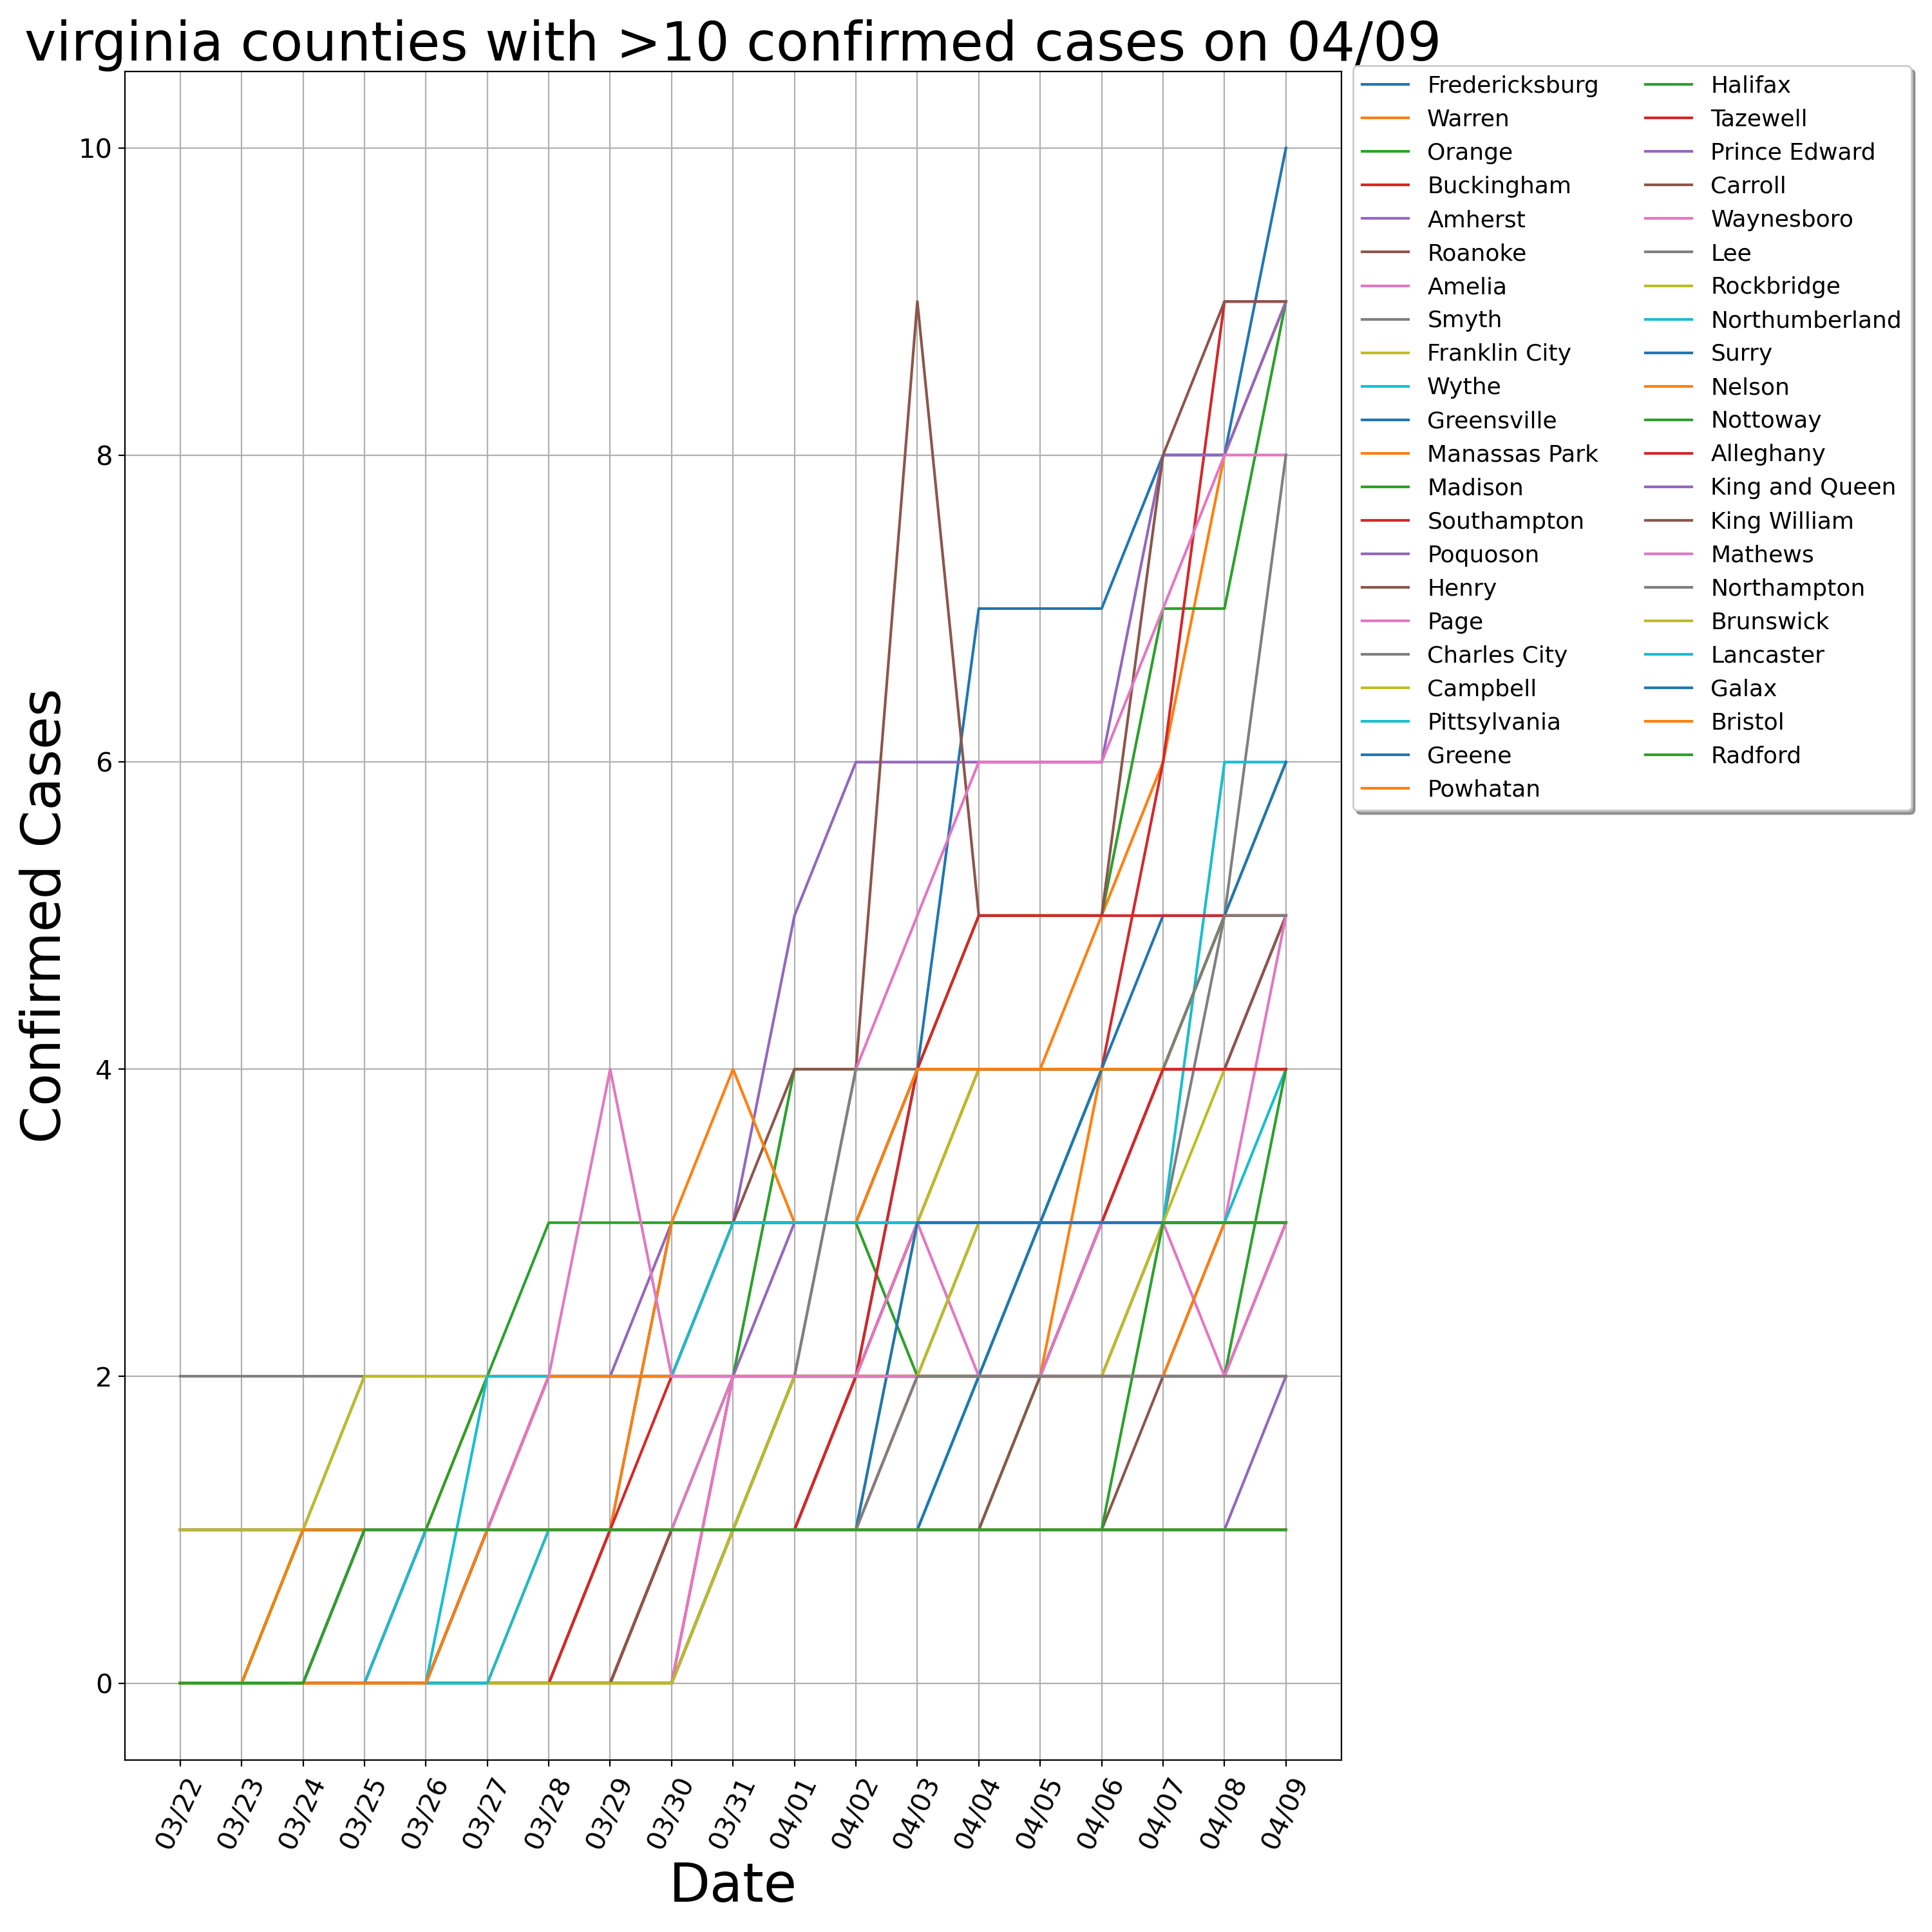 virginia counties with >10 confirmed cases on 04/09
Confirmed Cases
10
8
6
4
2
0
03/22
03/23
03/24
03/25
03/26
03/27
03/28
03/29
03/30
03/31
04/01
04/02
04/03
04/04
04/05
04/06
04/07
04/08
04/09
Date
Fredericksburg
Warren
Orange
Buckingham
Amherst
Roanoke
Amelia
Smyth
Franklin City
Wythe
Greensville
Manassas Park
Madison
Southampton
Poquoson
Henry
Page
Charles City
Campbell
Pittsylvania
Greene
Powhatan
Halifax
Tazewell
Prince Edward
Carroll
Waynesboro
Lee
Rockbridge
Northumberland
Surry
Nelson
Nottoway
Alleghany
King and Queen
King William
Mathews
Northampton
Brunswick
Lancaster
Galax
Bristol
Radford